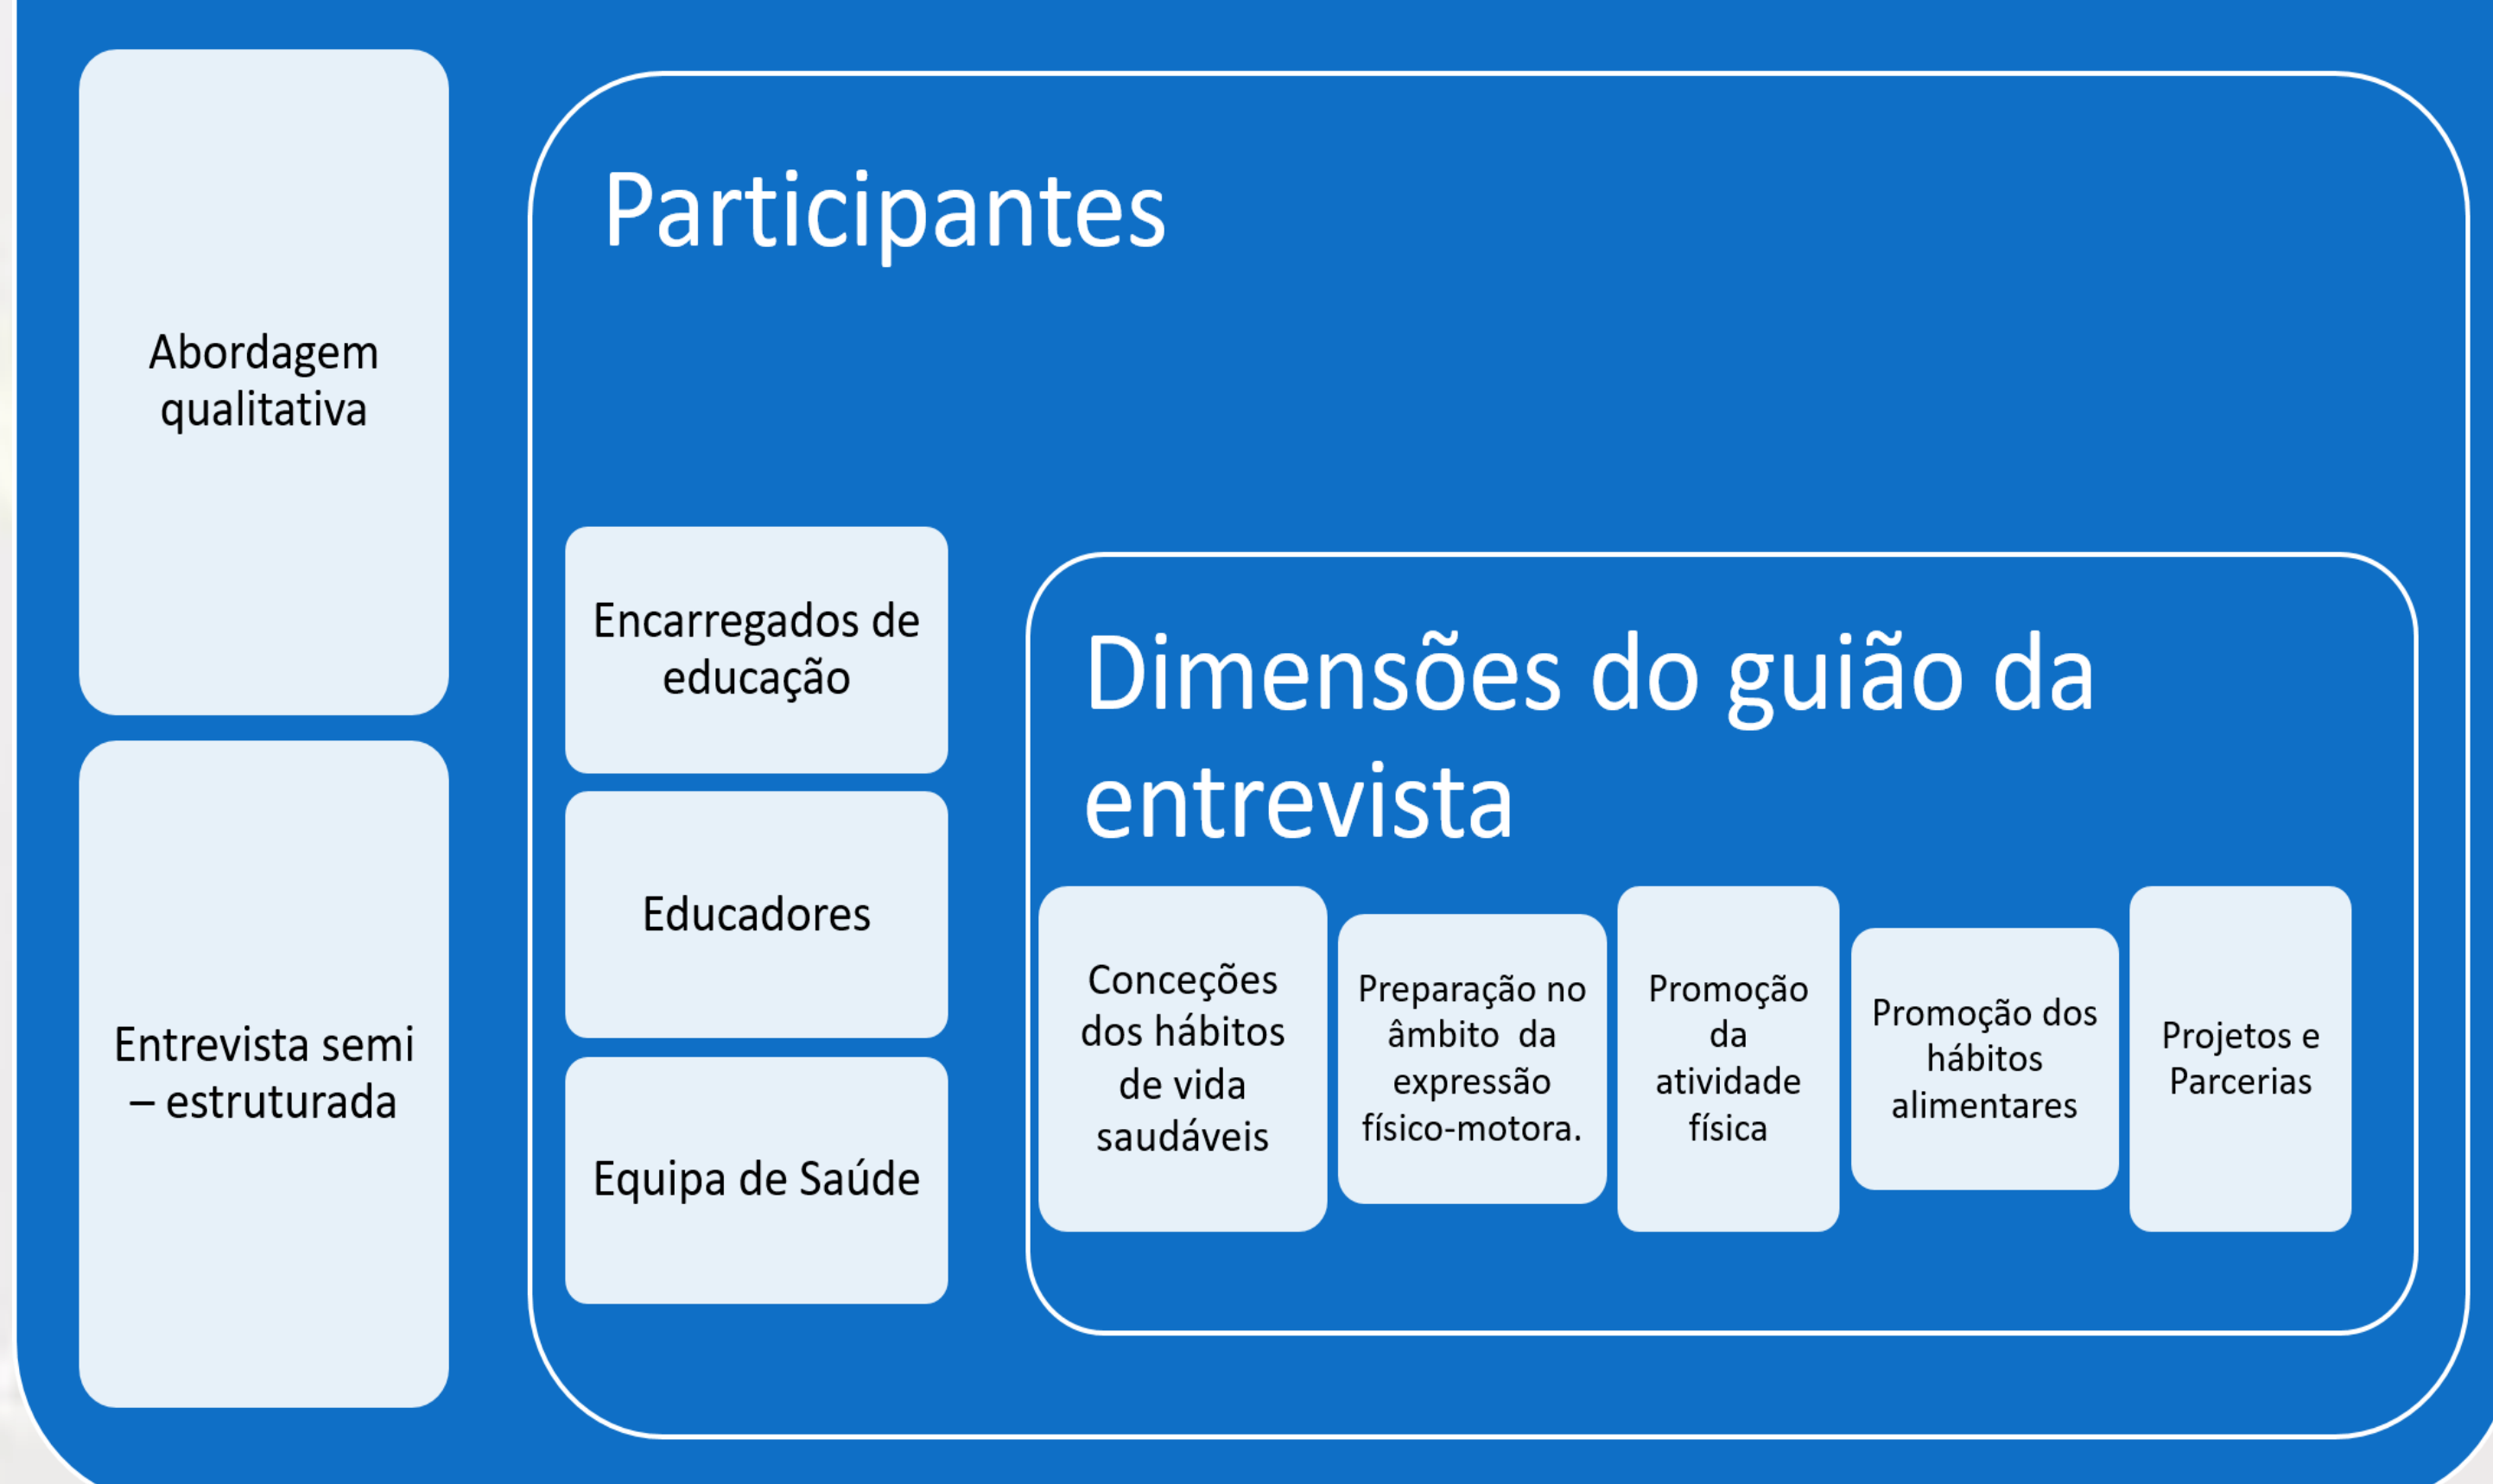 Abordagem
qualitativa
Entrevista semi
– estruturada
Participantes
Encarregados de
educação
Educadores
Equipa de Saúde
Dimensões do guião da
entrevista
Conceções
dos hábitos
de vida
saudáveis
Preparação no
âmbito  da
expressão
físico-motora.
Promoção
da
atividade
física
Promoção dos
hábitos
alimentares
Projetos e
Parcerias